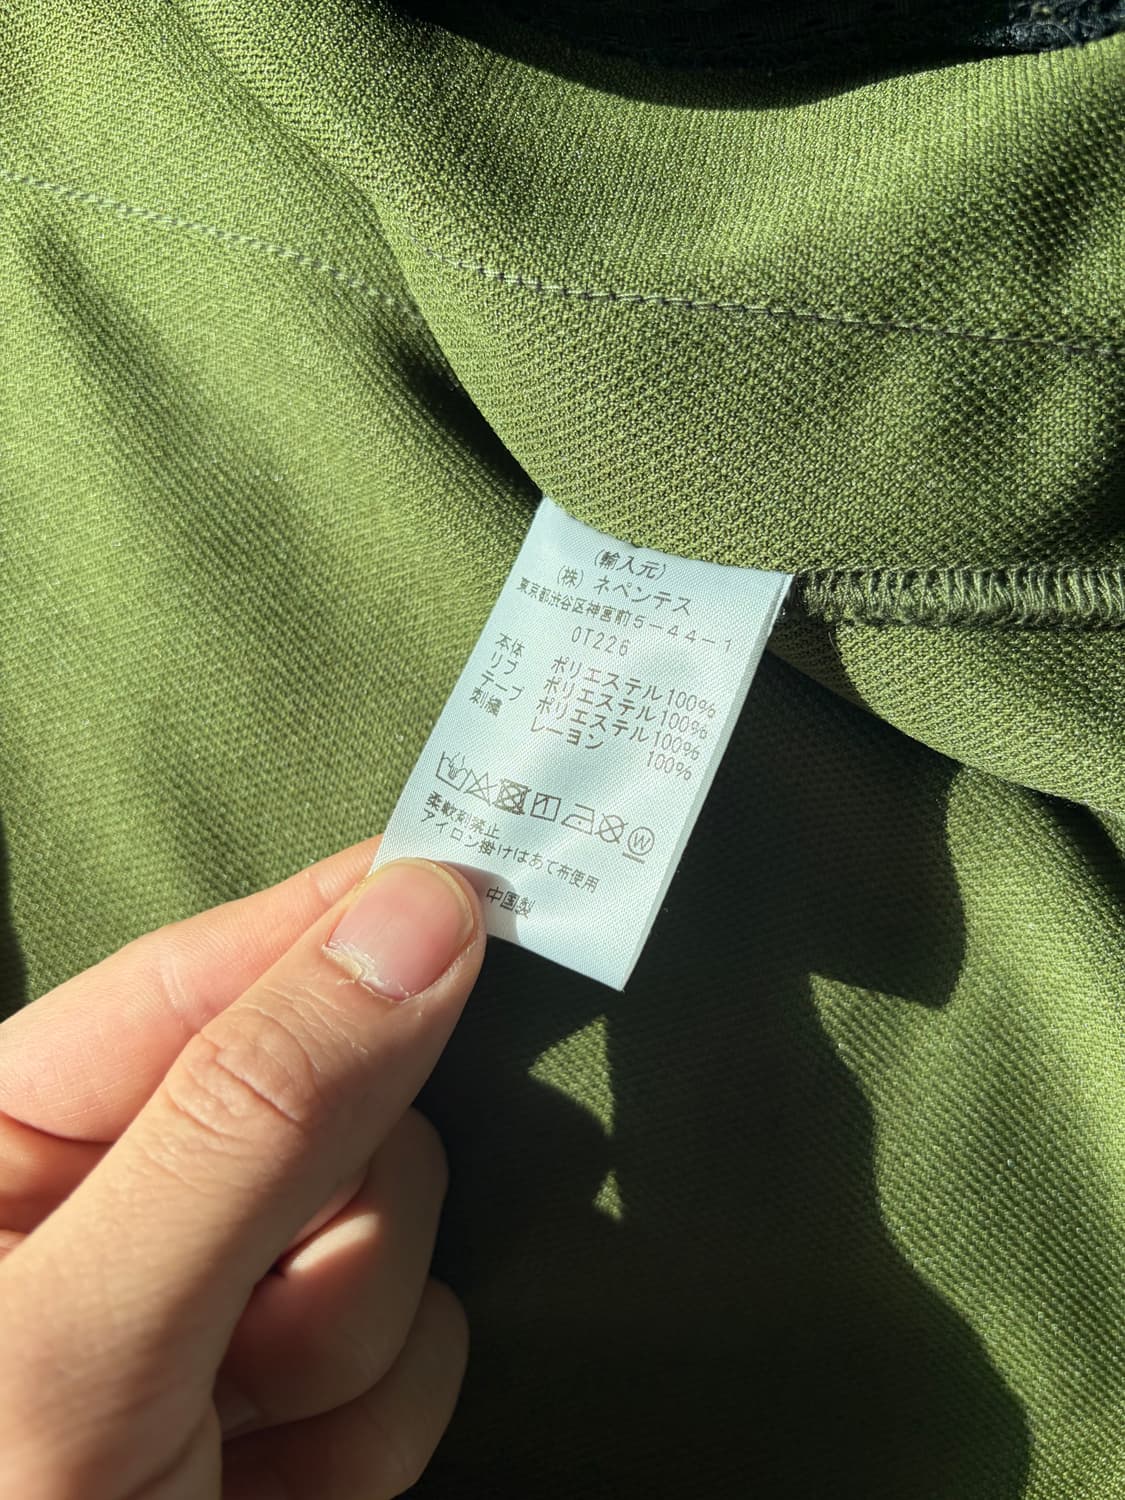 (輸入元)
(株) ネペンテス
東京都渋谷区神宮前5-44-1
OT226
本体 ポリエステル100%
リブ ポリエステル100%
テープ ポリエステル100%
刺繍 レーヨン 100%
W
柔軟剤禁止
アイロン掛けはあて布使用
中国製